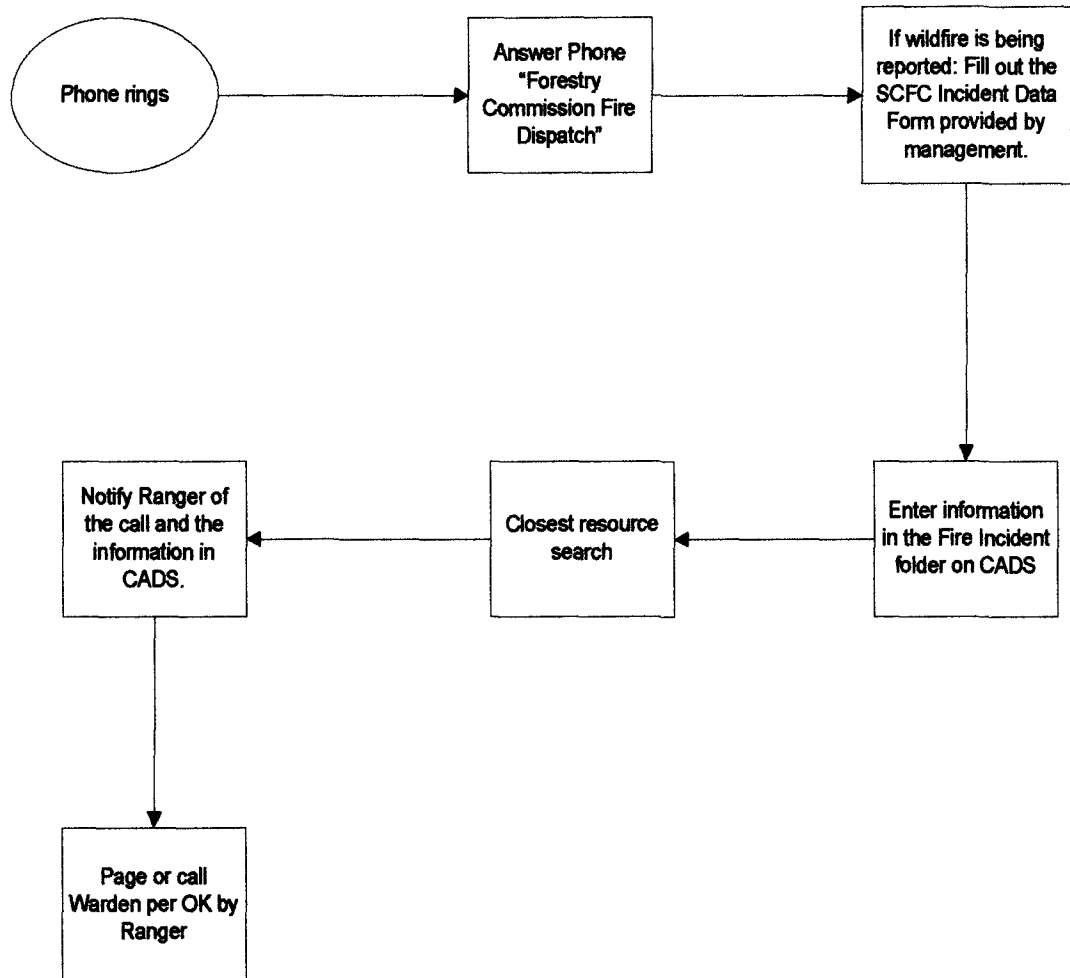 Phone rings
Answer Phone
"Forestry
Commission Fire
Dispatch"
If wildfire is being
reported: Fill out the
SCFC Incident Data
Form provided by
management.
Enter information
in the Fire Incident
folder on CADS
Closest resource
search
Notify Ranger of
the call and the
information in
CADS.
Page or call
Warden per OK by
Ranger